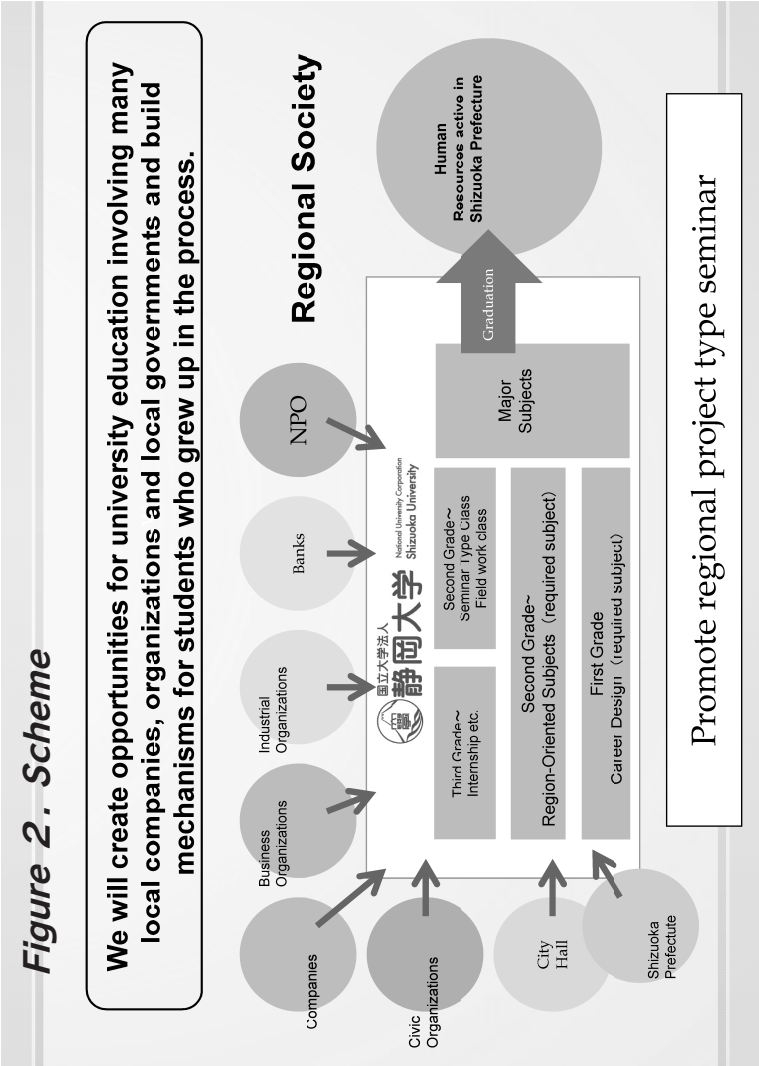 Figure 2. Scheme
We will create opportunities for university education involving many
local companies, organizations and local governments and build
mechanisms for students who grew up in the process.
Regional Society
Companies
Business
Organizations
Industrial
Organizations
Banks
NPO
Civic
Organizations
City
Hall
Shizuoka
Prefectute
国立大学法人
静岡大学
National University Corporation
Shizuoka University
Third Grade~
Internship etc.
Second Grade~
Seminar Type Class
Field work class
Second Grade~
Region-Oriented Subjects (required subject)
First Grade
Career Design (required subject)
Major
Subjects
Graduation
Human
Resources active in
Shizuoka Prefecture
Promote regional project type seminar